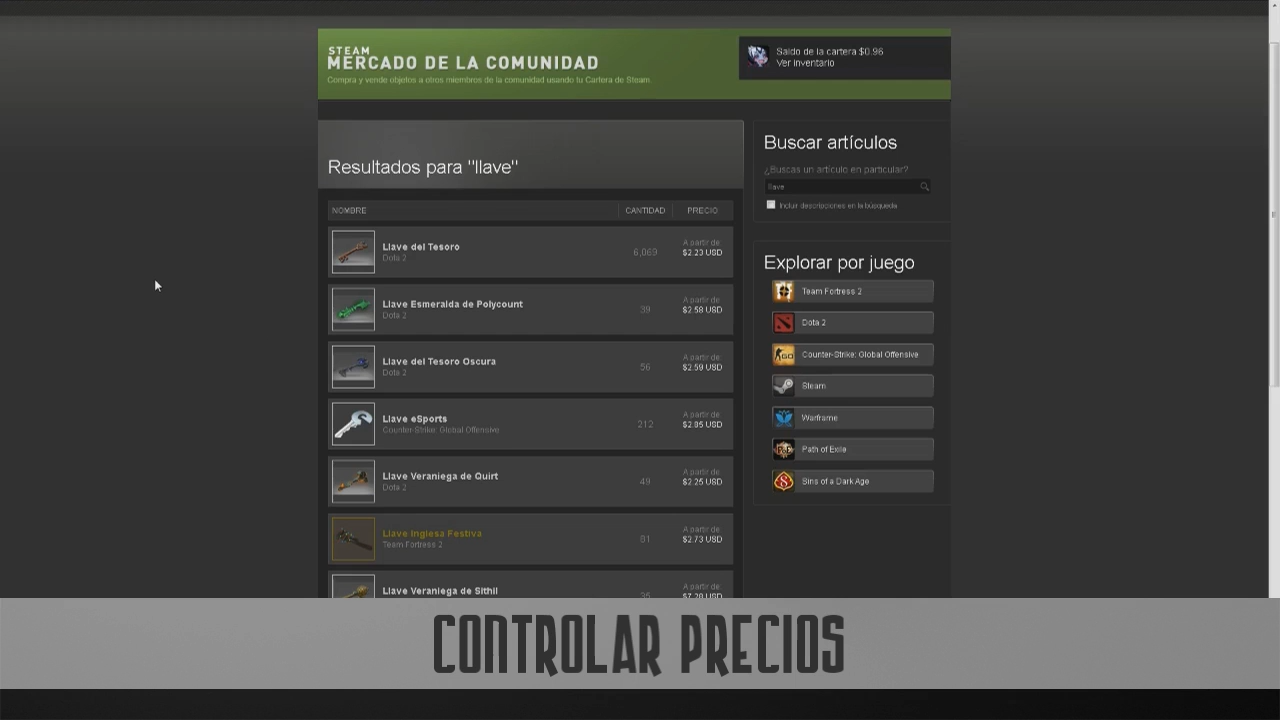 STEAM
MERCADO DE LA COMUNIDAD
Compra y vende objetos a otros miembros de la comunidad usando tu Cartera de Steam.
Saldo de la cartera $0.96
Ver inventario
Resultados para "llave"
NOMBRE CANTIDAD PRECIO
Llave del Tesoro
Dota 2
6,069
A partir de:
$2.23 USD
Llave Esmeralda de Polycount
Dota 2
39
A partir de:
$2.58 USD
Llave del Tesoro Oscura
Dota 2
56
A partir de:
$2.59 USD
Llave eSports
Counter-Strike: Global Offensive
212
A partir de:
$2.85 USD
Llave Veraniega de Quirt
Dota 2
49
A partir de:
$2.25 USD
Llave Inglesa Festiva
Team Fortress 2
81
A partir de:
$2.73 USD
Llave Veraniega de Sithil
35
A partir de:
$7.20 USD
Buscar artículos
¿Buscas un artículo en particular?
llave
Incluir descripciones en la búsqueda
Explorar por juego
Team Fortress 2
Dota 2
Counter-Strike: Global Offensive
GO
Steam
Warframe
Path of Exile
Sins of a Dark Age
CONTROLAR PRECIOS